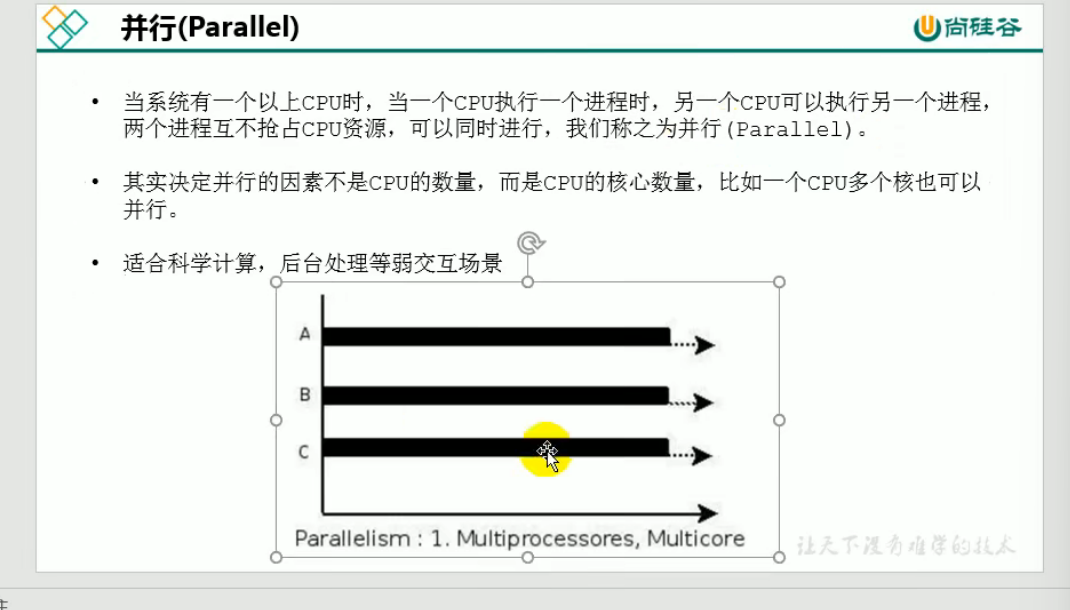 并行(Parallel)
尚硅谷
• 当系统有一个以上CPU时，当一个CPU执行一个进程时，另一个CPU可以执行另一个进程，
两个进程互不抢占CPU资源，可以同时进行，我们称之为并行(Parallel)。
• 其实决定并行的因素不是CPU的数量，而是CPU的核心数量，比如一个CPU多个核也可以
并行。
• 适合科学计算，后台处理等弱交互场景
A
B
C
Parallelism : 1. Multiprocessores, Multicore
让天下没有难学的技术